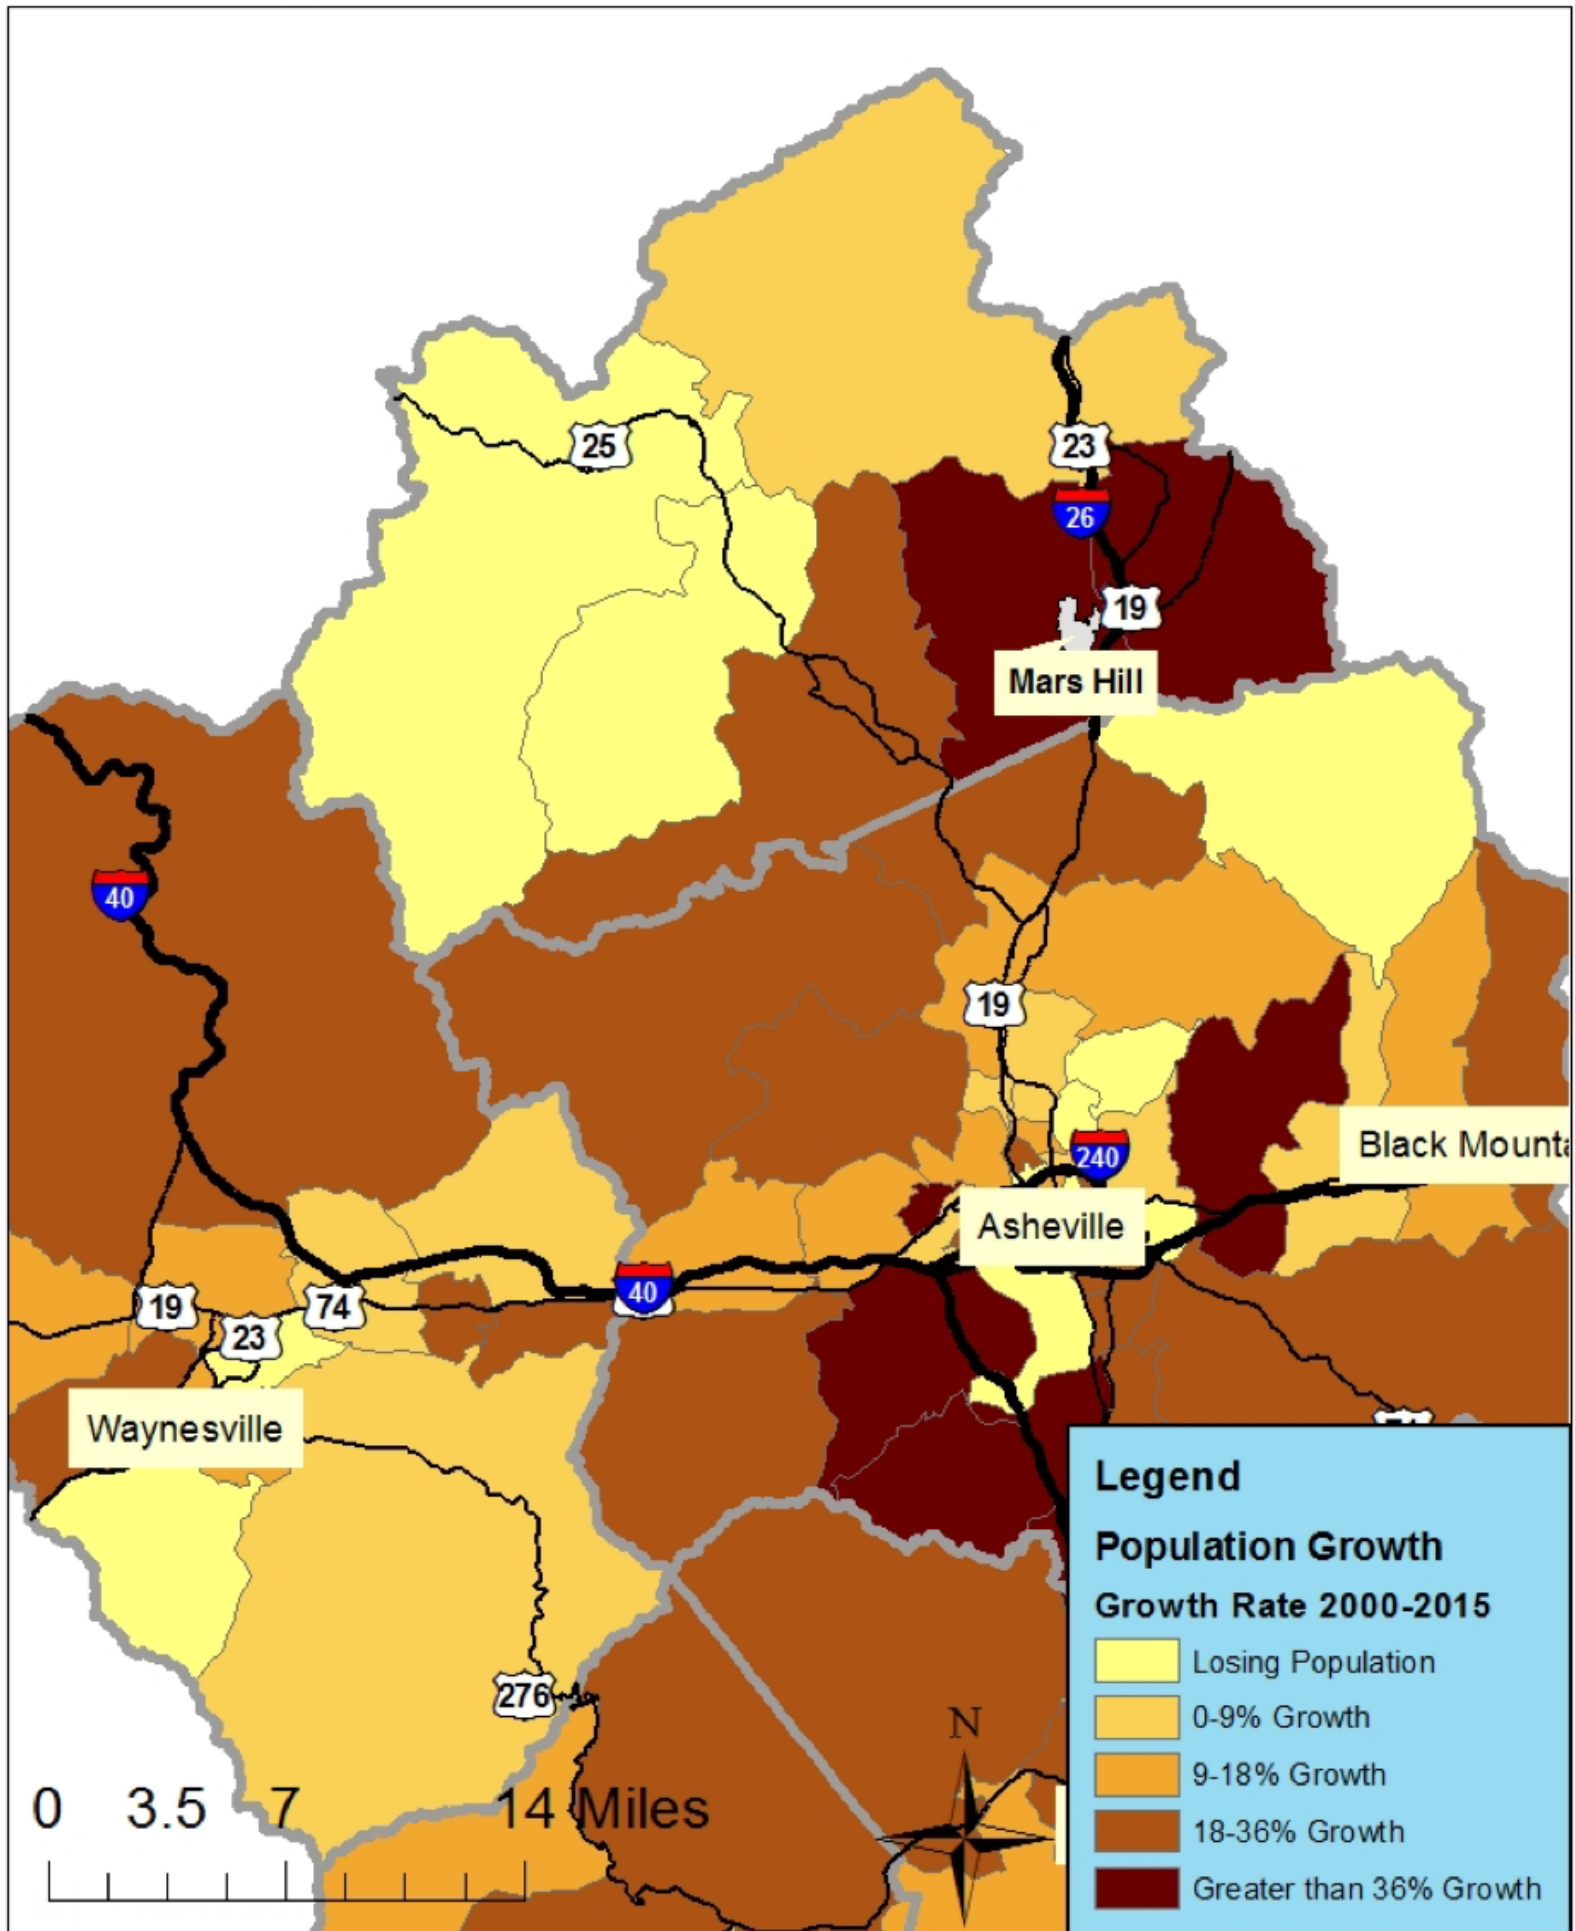 25
23
26
19
Mars Hill
40
19
Black Mounta
240
Asheville
40
19
74
23
Waynesville
276
Legend
Population Growth
Growth Rate 2000-2015
Losing Population
0-9% Growth
9-18% Growth
18-36% Growth
Greater than 36% Growth
N
0 3.5 7 14 Miles